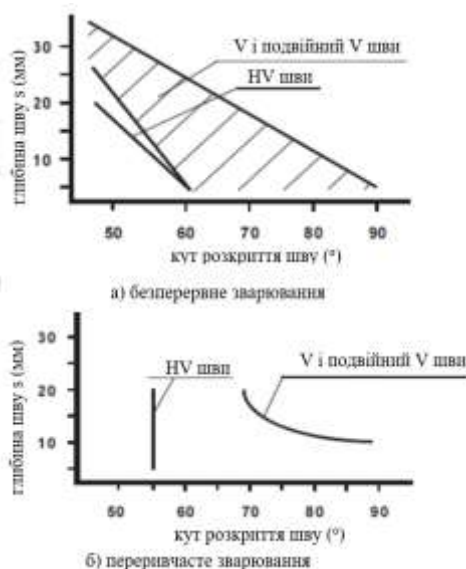 глибина шву s (мм)
30
20
10
V і подвійний V шви
HV шви
50 60 70 80 90
кут розкриття шву (°)
а) безперервне зварювання
глибина шву s (мм)
30
20
10
HV шви
V і подвійний V шви
50 60 70 80 90
кут розкриття шву (°)
б) переривчасте зварювання